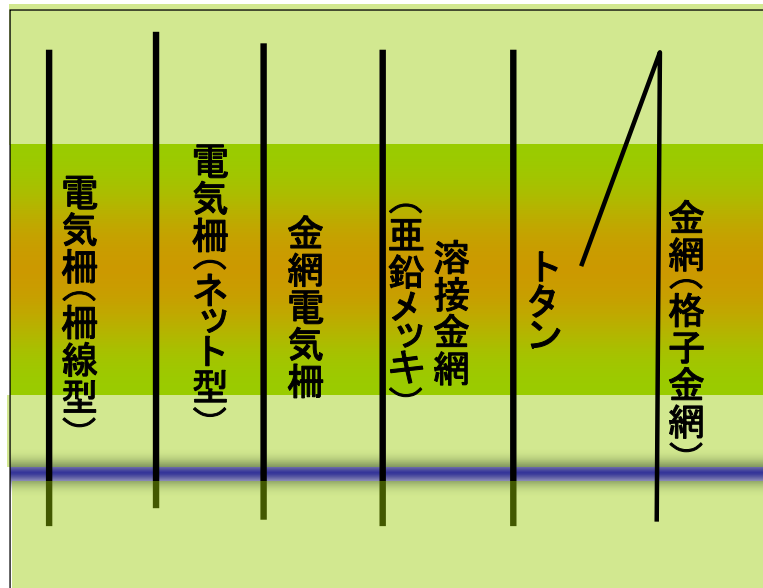 電気柵(柵線型)
電気柵(ネット型)
金網電気柵
溶接金網
(亜鉛メッキ)
トタン
金網(格子金網)